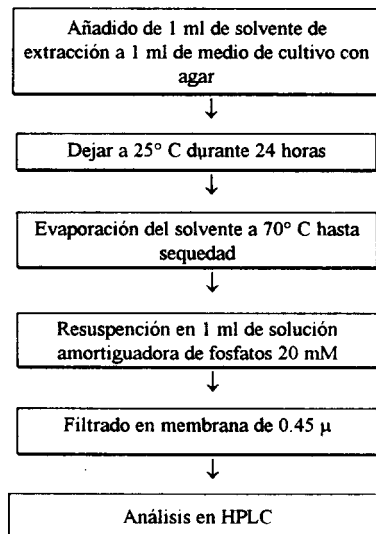 Añadido de 1 ml de solvente de
extracción a 1 ml de medio de cultivo con
agar
↓
Dejar a 25° C durante 24 horas
↓
Evaporación del solvente a 70° C hasta
sequedad
↓
Resuspención en 1 ml de solución
amortiguadora de fosfatos 20 mM
↓
Filtrado en membrana de 0.45 µ
↓
Análisis en HPLC